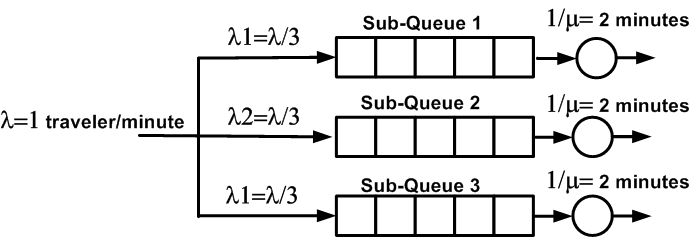 Sub-Queue 1
1/μ= 2 minutes
λ1=λ/3
Sub-Queue 2
1/μ= 2 minutes
λ=1 traveler/minute
λ2=λ/3
Sub-Queue 3
1/μ= 2 minutes
λ1=λ/3